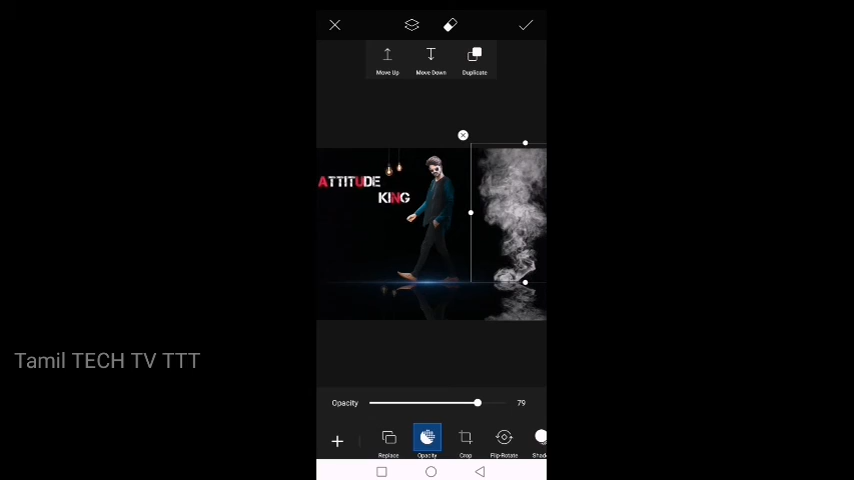 Move Up
Move Down
Duplicate
ATTITUDE
KING
Tamil TECH TV TTT
Opacity
79
Replace
Opacity
Crop
Flip·Rotate
Shad